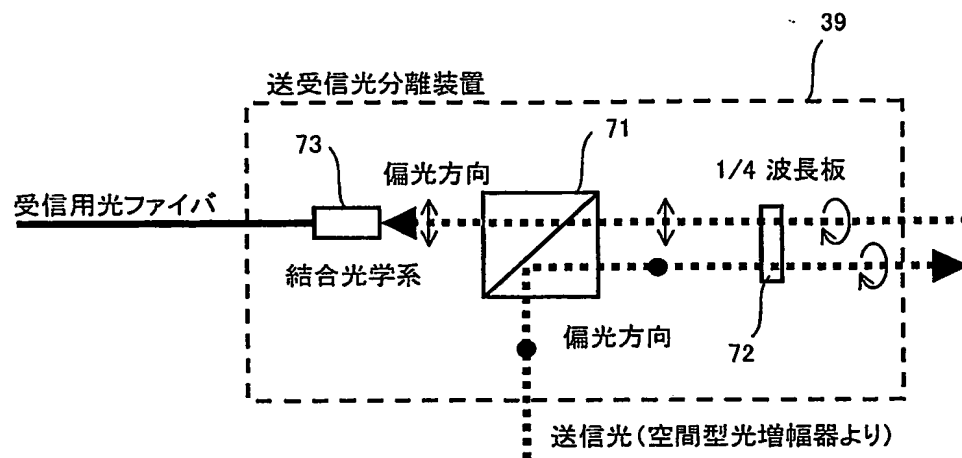 39
送受信光分離装置
73
71
偏光方向
1/4 波長板
受信用光ファイバ
結合光学系
偏光方向
72
送信光(空間型光増幅器より)